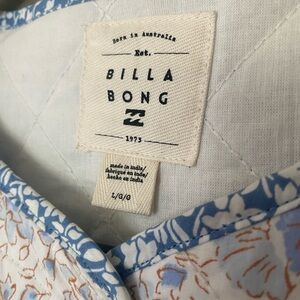 Born in Australia
Est.
BILLA
BONG
1973
made in india/
fabriqué en inde/
hecho en india
L/G/G